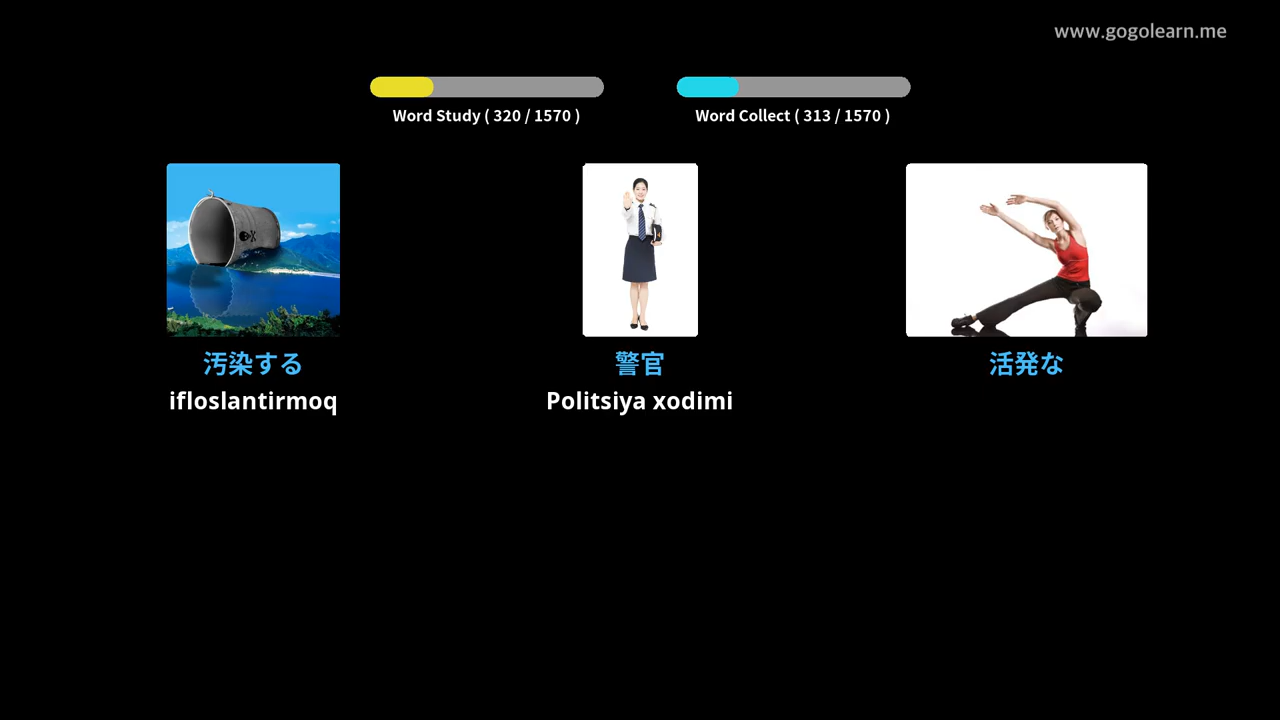 www.gogolearn.me
Word Study ( 320 / 1570 )
Word Collect ( 313 / 1570 )
汚染する
ifloslantirmoq
警官
Politsiya xodimi
活発な